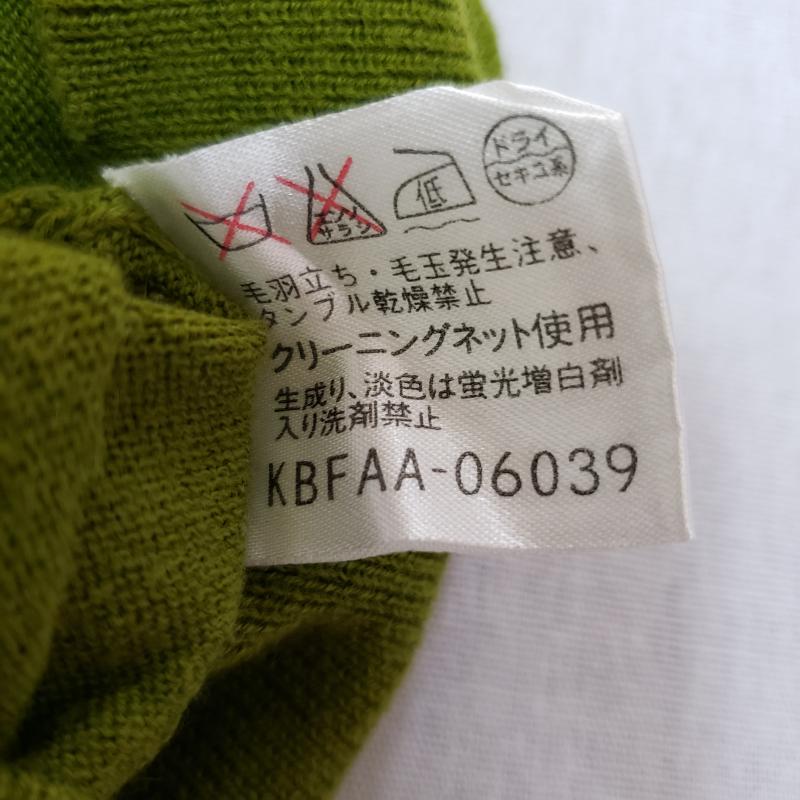 エンソ
サラシ
低
ドライ
セキユ系
毛羽立ち・毛玉発生注意、
タンブル乾燥禁止
クリーニングネット使用
生成り、淡色は蛍光増白剤
入り洗剤禁止
KBFAA-06039